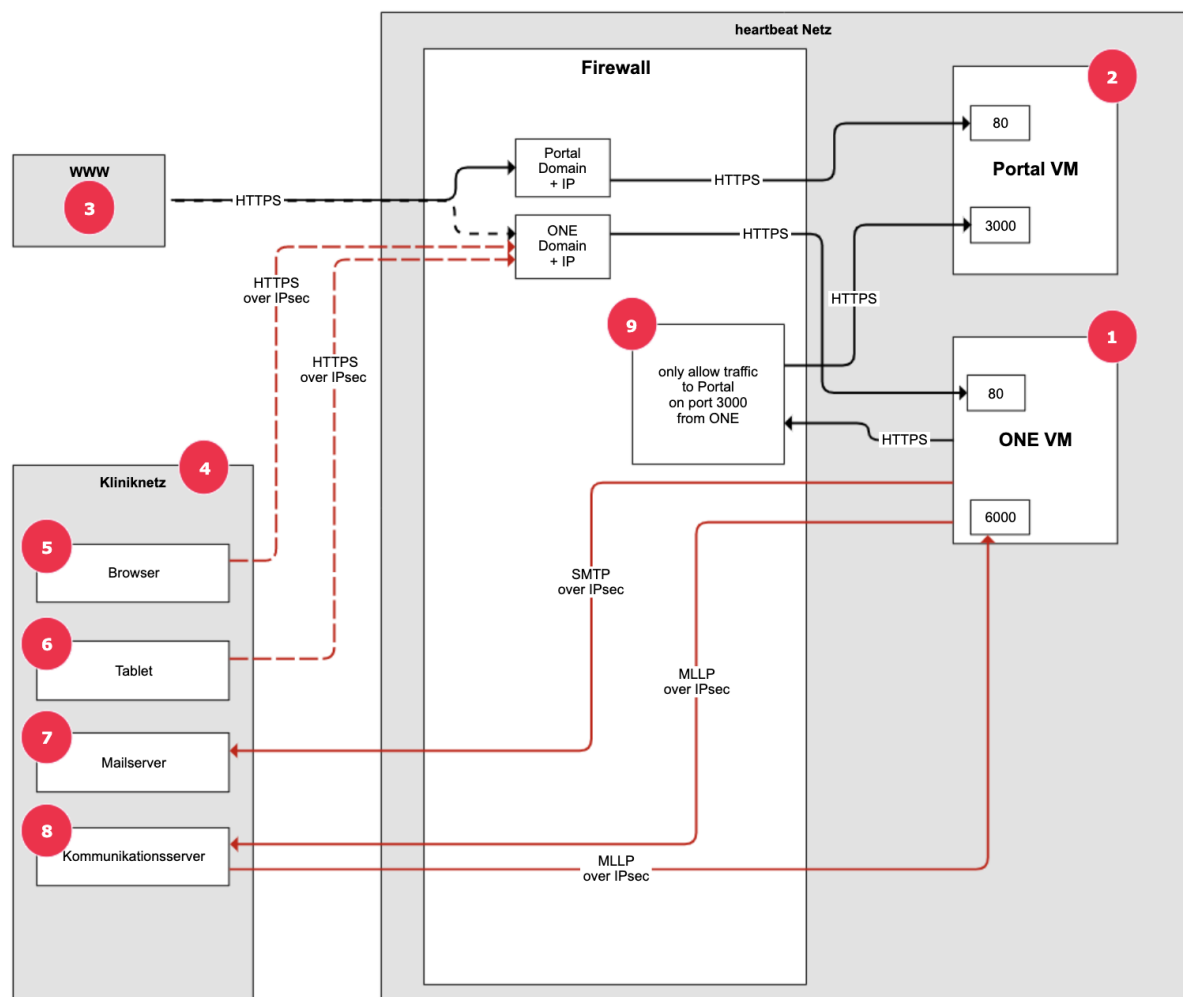 heartbeat Netz
Firewall
2
80
Portal VM
3000
Portal
Domain
+ IP
HTTPS
www
3
HTTPS
ONE
Domain
+ IP
HTTPS
HTTPS
over IPsec
HTTPS
HTTPS
over IPsec
9
only allow traffic
to Portal
on port 3000
from ONE
1
80
ONE VM
HTTPS
6000
4
Kliniknetz
5
Browser
SMTP
over IPsec
6
Tablet
MLLP
over IPsec
7
Mailserver
8
Kommunikationsserver
MLLP
over IPsec